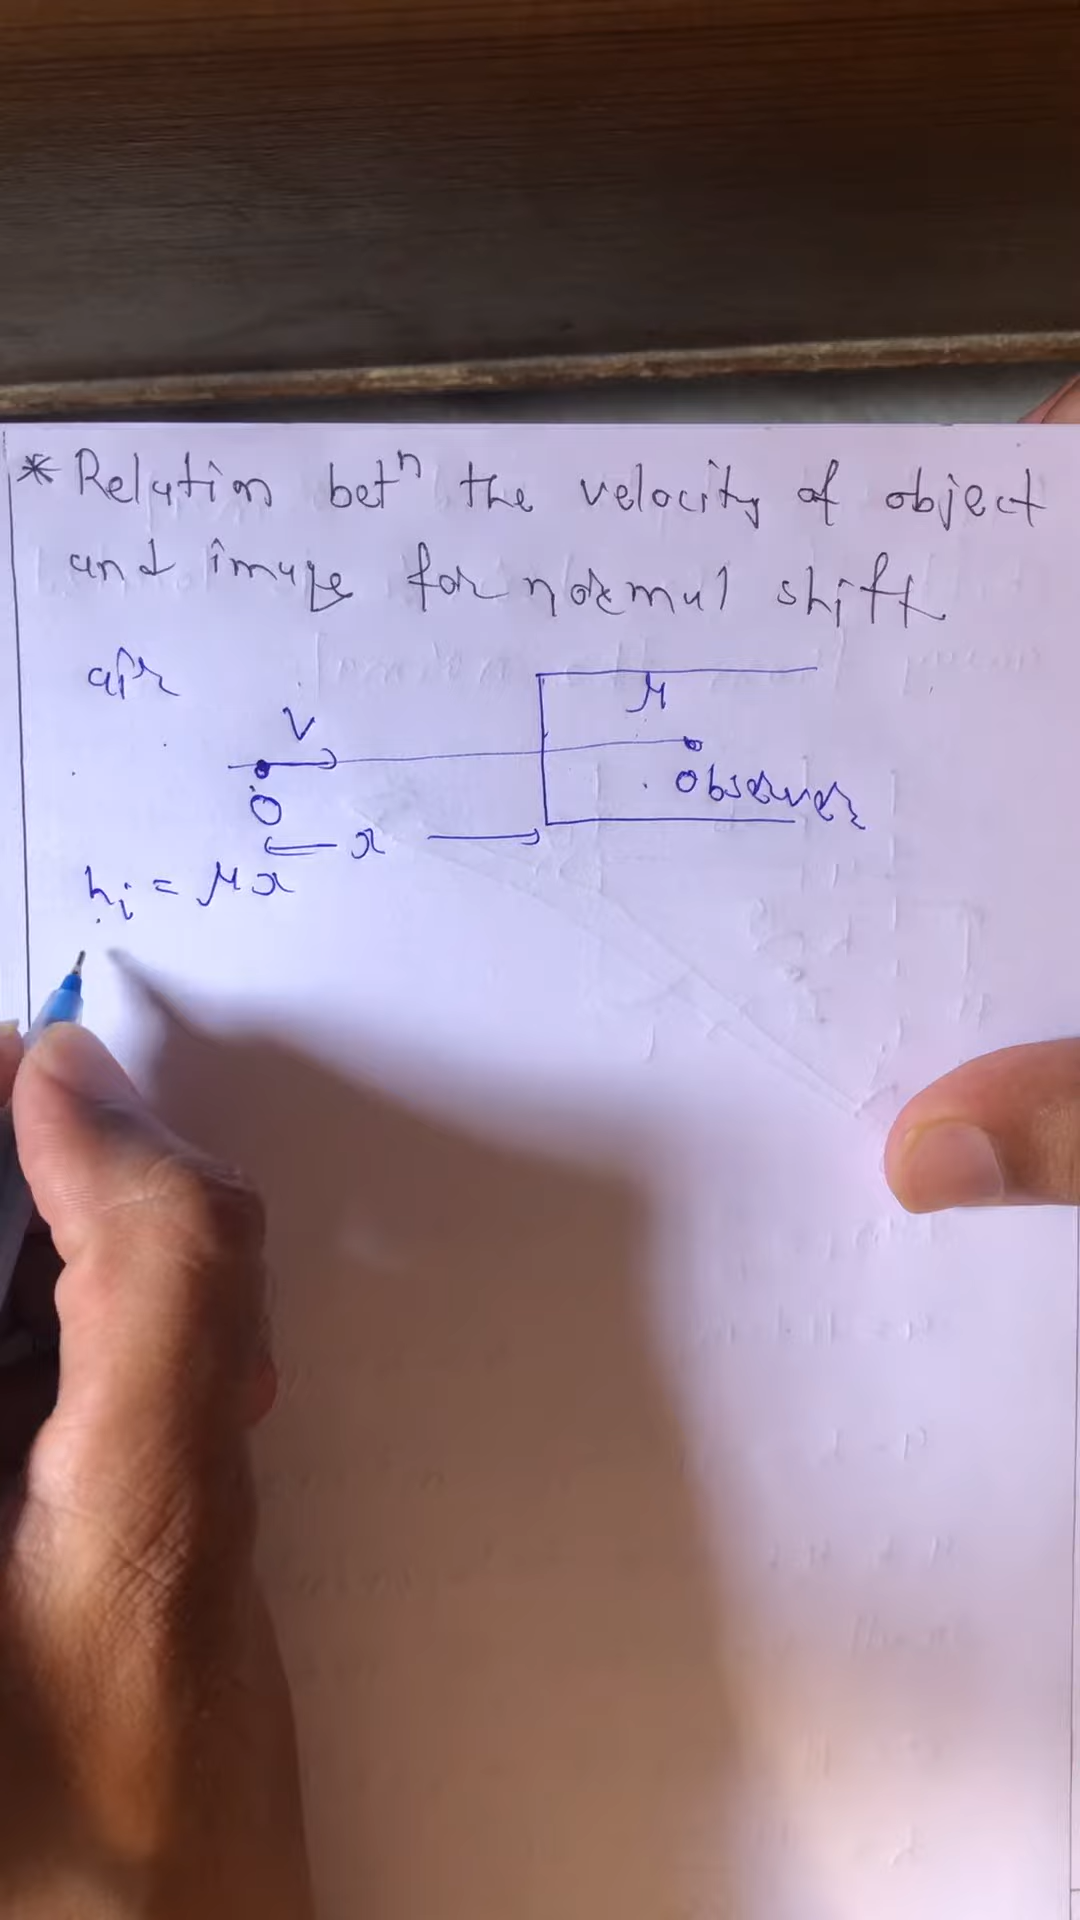 * Relation betⁿ the velocity of object
and image for normal shift
air
μ
V
O
Observer
x
hᵢ = μx